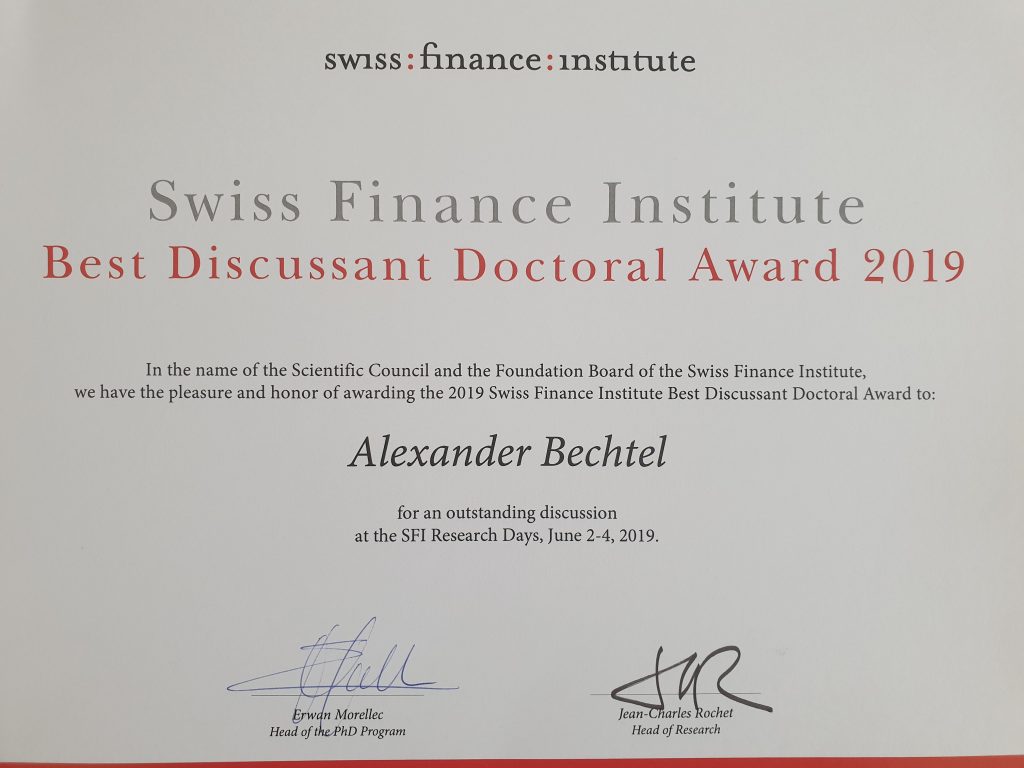 swiss:finance:institute
Swiss Finance Institute
Best Discussant Doctoral Award 2019
In the name of the Scientific Council and the Foundation Board of the Swiss Finance Institute,
we have the pleasure and honor of awarding the 2019 Swiss Finance Institute Best Discussant Doctoral Award to:
Alexander Bechtel
for an outstanding discussion
at the SFI Research Days, June 2-4, 2019.
Erwan Morellec
Head of the PhD Program
Jean-Charles Rochet
Head of Research